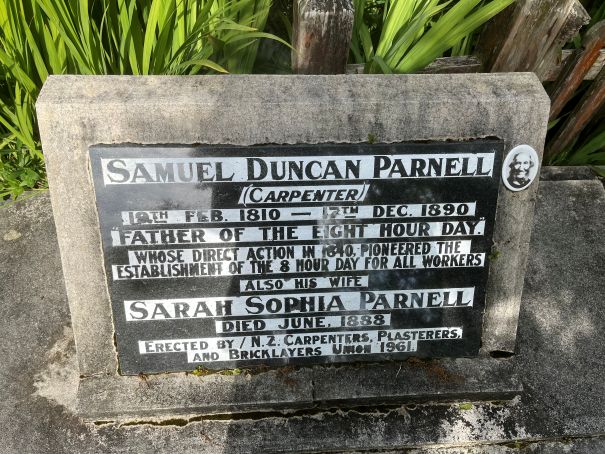 SAMUEL DUNCAN PARNELL
(CARPENTER)
19TH FEB. 1810 — 17TH DEC. 1890
"FATHER OF THE EIGHT HOUR DAY."
WHOSE DIRECT ACTION IN 1840, PIONEERED THE
ESTABLISHMENT OF THE 8 HOUR DAY FOR ALL WORKERS
ALSO HIS WIFE
SARAH SOPHIA PARNELL
DIED JUNE, 1888
ERECTED BY / N.Z. CARPENTERS, PLASTERERS,
AND BRICKLAYERS UNION 1961.